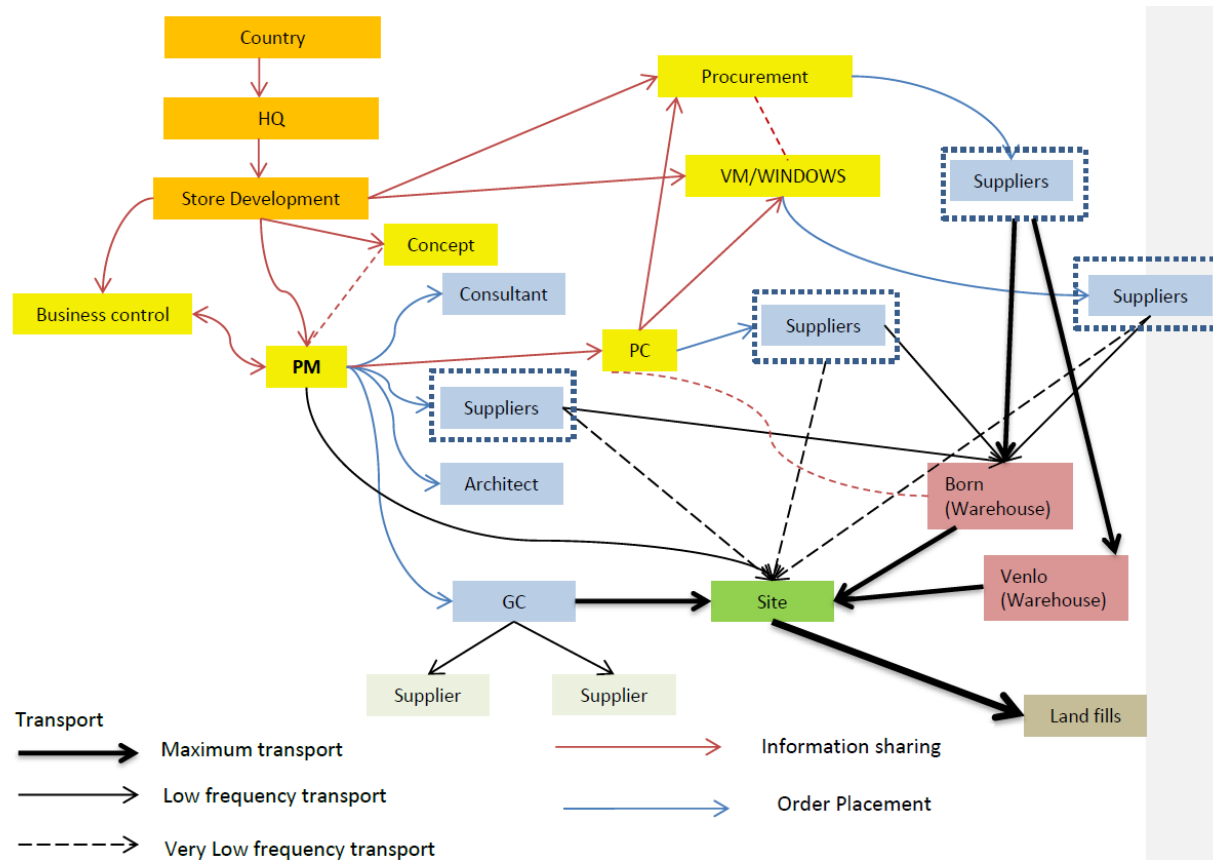 Country
Procurement
HQ
VM/WINDOWS
Suppliers
Store Development
Concept
Consultant
Suppliers
Business control
Suppliers
PC
PM
Suppliers
Architect
Born
(Warehouse)
Venlo
(Warehouse)
GC
Site
Supplier
Supplier
Land fills
Transport
Maximum transport
Information sharing
Low frequency transport
Order Placement
Very Low frequency transport